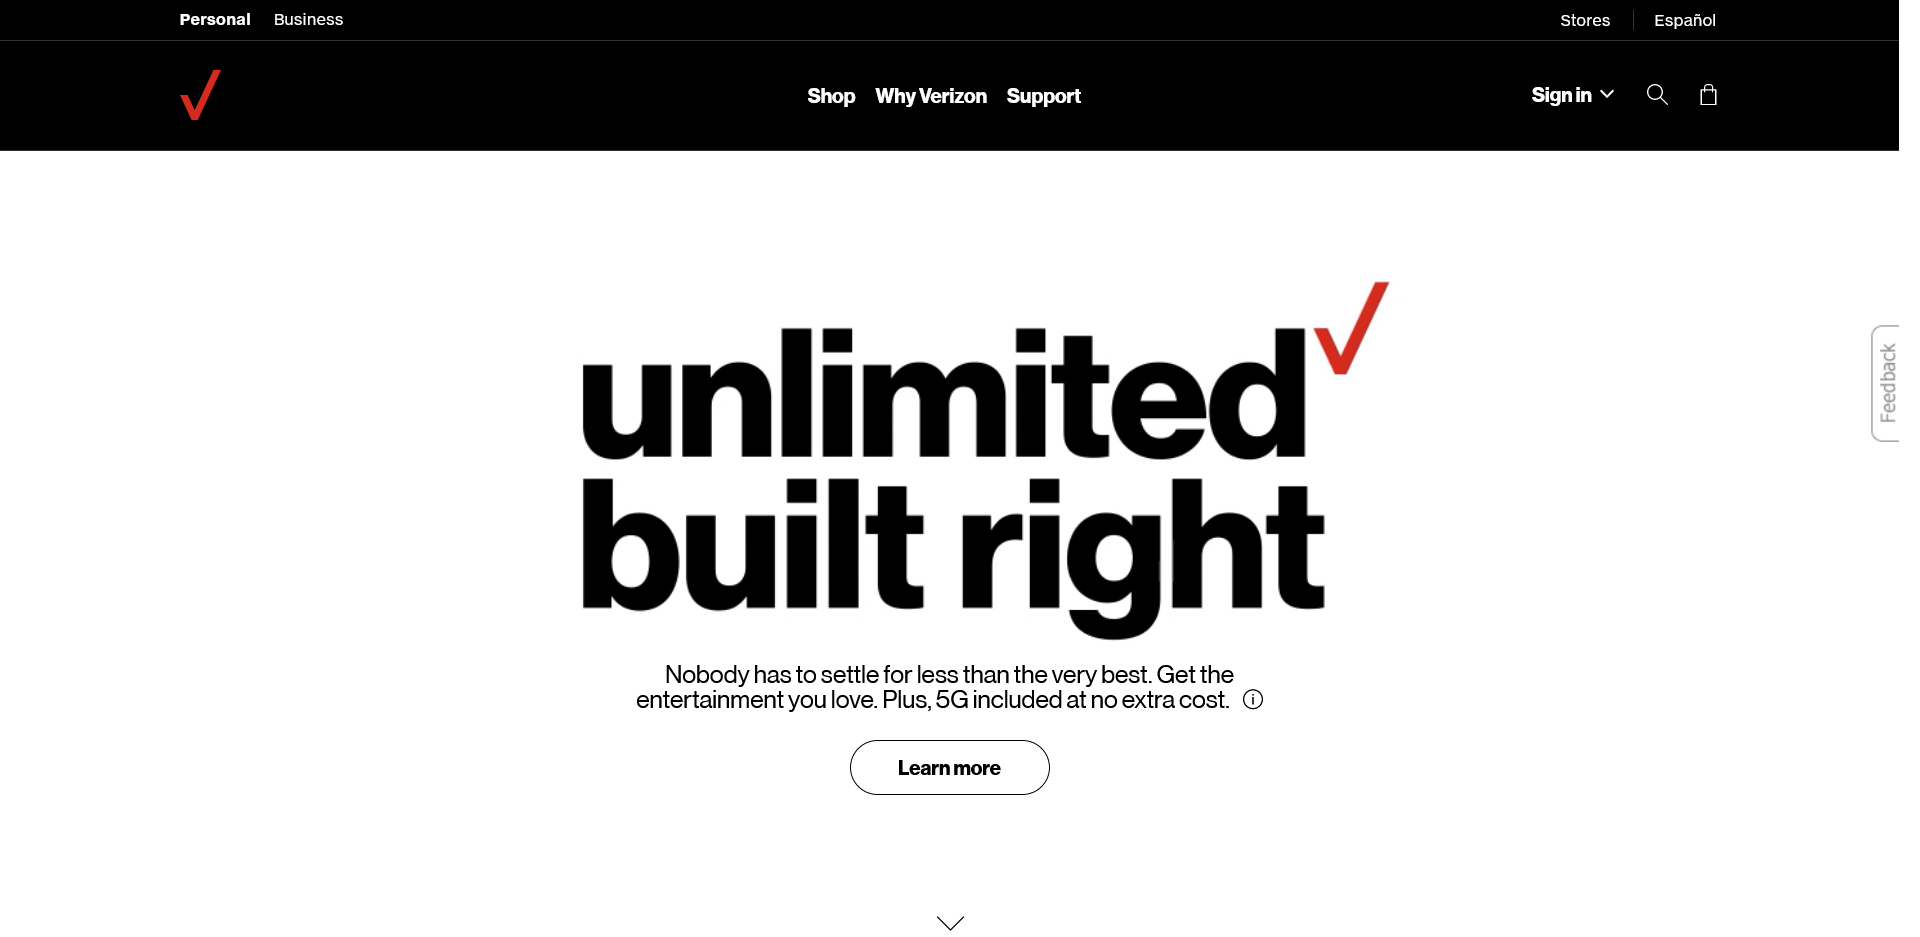 Personal Business Stores Español
Shop Why Verizon Support Sign in
unlimited
built right
Nobody has to settle for less than the very best. Get the
entertainment you love. Plus, 5G included at no extra cost.
Learn more
Feedback